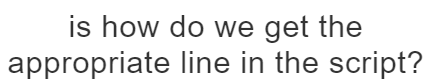 is how do we get the
appropriate line in the script?